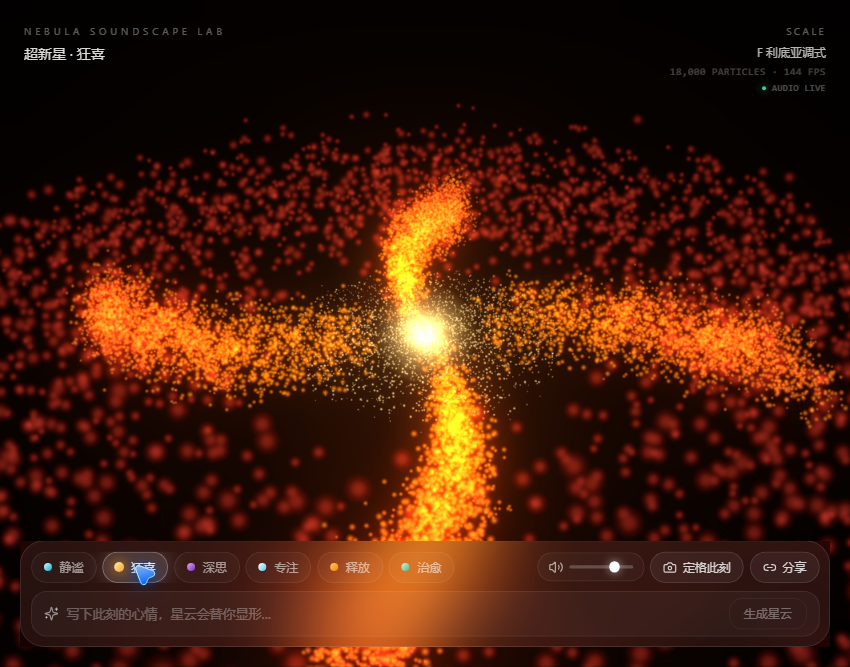 NEBULA SOUNDSCAPE LAB
超新星 · 狂喜
SCALE
F 利底亚调式
18,000 PARTICLES · 144 FPS
AUDIO LIVE
静谧
狂喜
深思
专注
释放
治愈
定格此刻
分享
写下此刻的心情，星云会替你显形...
生成星云